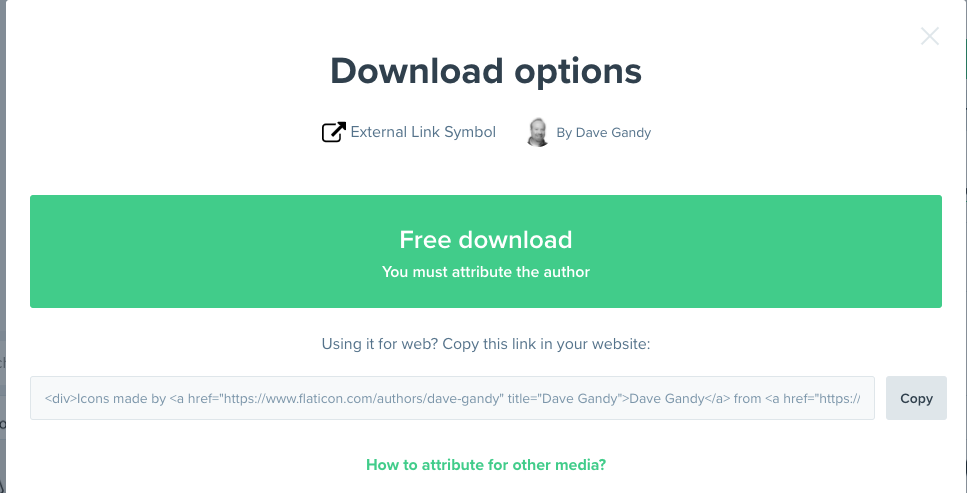 Download options
External Link Symbol By Dave Gandy
Free download
You must attribute the author
Using it for web? Copy this link in your website:
<div>Icons made by <a href="https://www.flaticon.com/authors/dave-gandy" title="Dave Gandy">Dave Gandy</a> from <a href="https:/
Copy
How to attribute for other media?